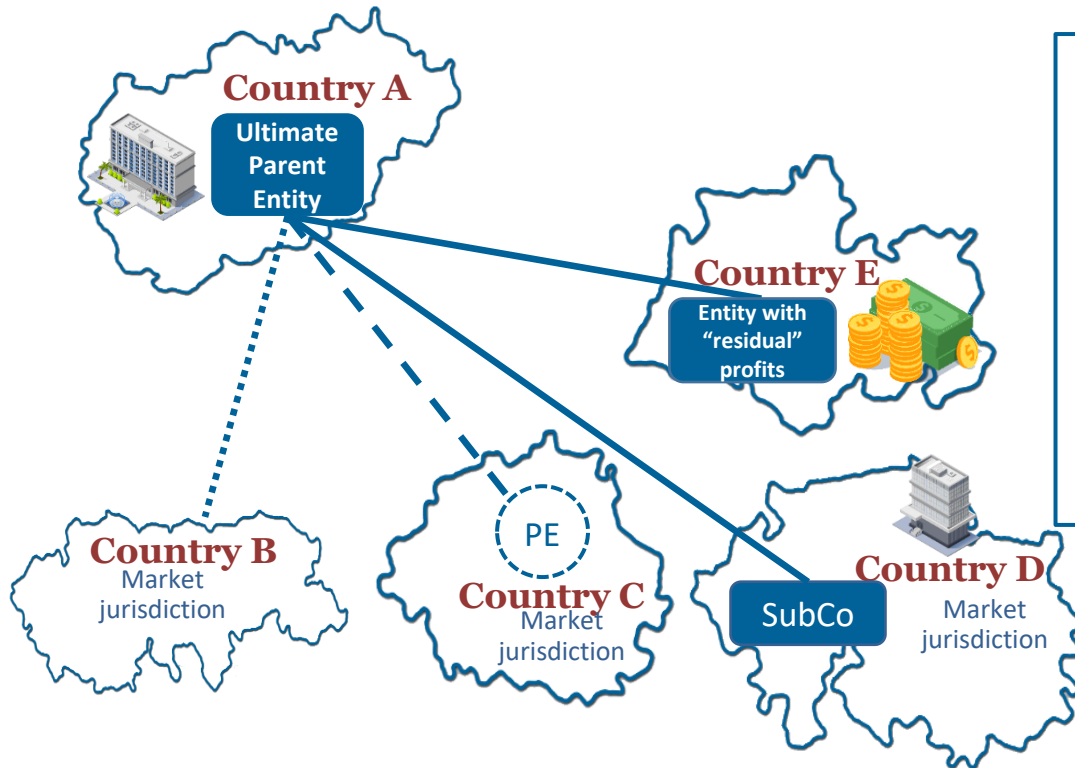 Country A
Ultimate
Parent
Entity
Country E
Entity with
“residual”
profits
Country B
Market
jurisdiction
PE
Country C
Market
jurisdiction
Country D
SubCo
Market
jurisdiction